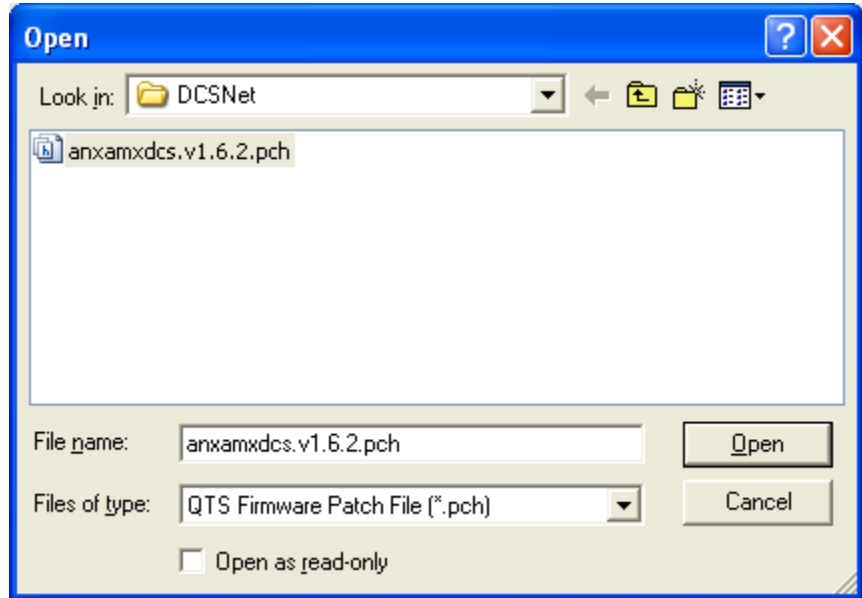 Open
Look in: DCSNet
anxamxdcs.v1.6.2.pch
File name: anxamxdcs.v1.6.2.pch Open
Files of type: QTS Firmware Patch File (*.pch) Cancel
Open as read-only